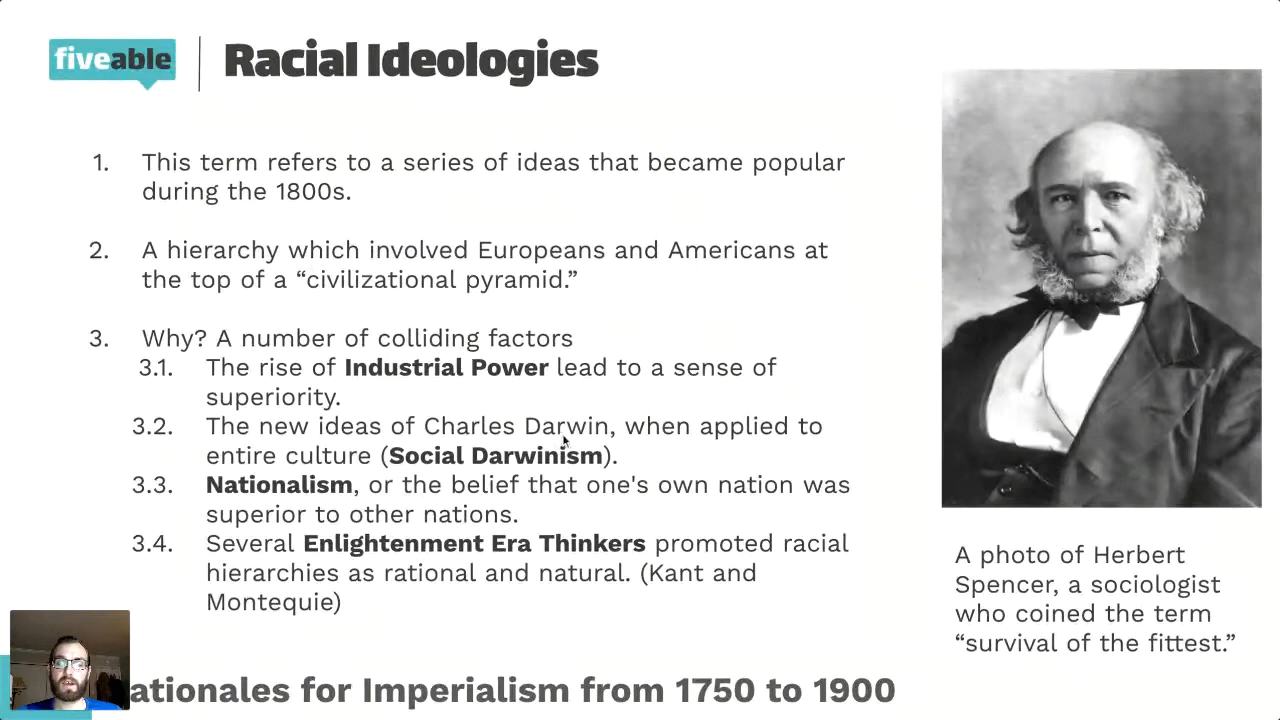 fiveable
Racial Ideologies
1. This term refers to a series of ideas that became popular
during the 1800s.
2. A hierarchy which involved Europeans and Americans at
the top of a “civilizational pyramid.”
3. Why? A number of colliding factors
3.1. The rise of Industrial Power lead to a sense of
superiority.
3.2. The new ideas of Charles Darwin, when applied to
entire culture (Social Darwinism).
3.3. Nationalism, or the belief that one's own nation was
superior to other nations.
3.4. Several Enlightenment Era Thinkers promoted racial
hierarchies as rational and natural. (Kant and
Montequie)
A photo of Herbert
Spencer, a sociologist
who coined the term
“survival of the fittest.”
ationales for Imperialism from 1750 to 1900